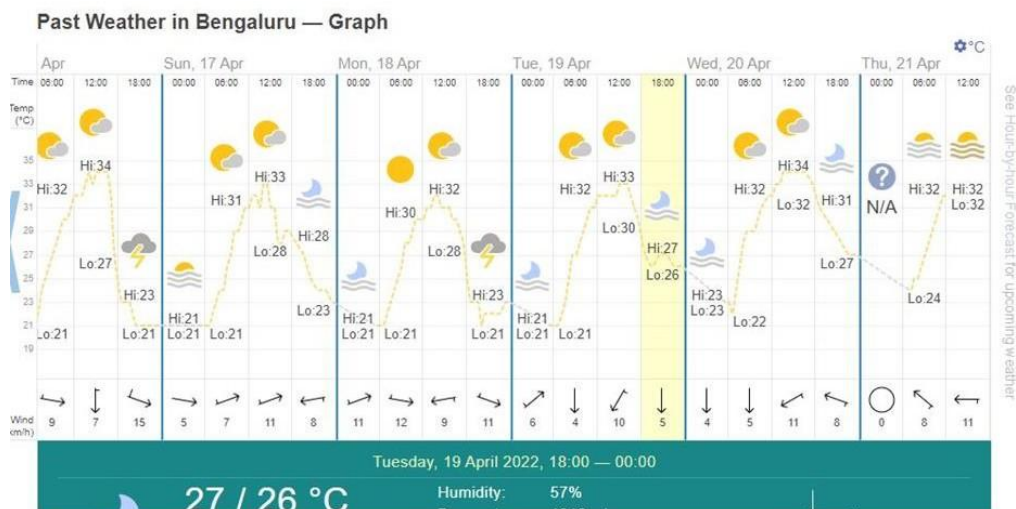 Past Weather in Bengaluru — Graph
°C
Apr Sun, 17 Apr Mon, 18 Apr Tue, 19 Apr Wed, 20 Apr Thu, 21 Apr
Time 06:00 12:00 18:00 00:00 06:00 12:00 18:00 00:00 06:00 12:00 18:00 00:00 06:00 12:00 18:00 00:00 06:00 12:00 18:00 00:00 06:00 12:00
Temp
(°C)
35
33
31
29
27
25
23
21
19
Hi:32
Lo:21
Hi:34
Lo:27
Hi:23
Lo:21
Hi:21
Lo:21
Hi:31
Lo:21
Hi:33
Lo:28
Hi:28
Lo:23
Hi:21
Lo:21
Hi:30
Lo:21
Hi:32
Lo:28
Hi:23
Lo:21
Hi:21
Lo:21
Hi:32
Lo:21
Hi:33
Lo:30
Hi:27
Lo:26
Hi:23
Lo:23
Hi:32
Lo:22
Hi:34
Lo:32
Hi:31
Lo:27
?
N/A
Hi:32
Lo:24
Hi:32
Lo:32
Wind
km/h)
9 7 15 5 7 11 8 11 12 9 11 6 4 10 5 4 5 11 8 0 8 11
See Hour-by-hour Forecast for upcoming weather
Tuesday, 19 April 2022, 18:00 — 00:00
27 / 26 °C
Humidity: 57%